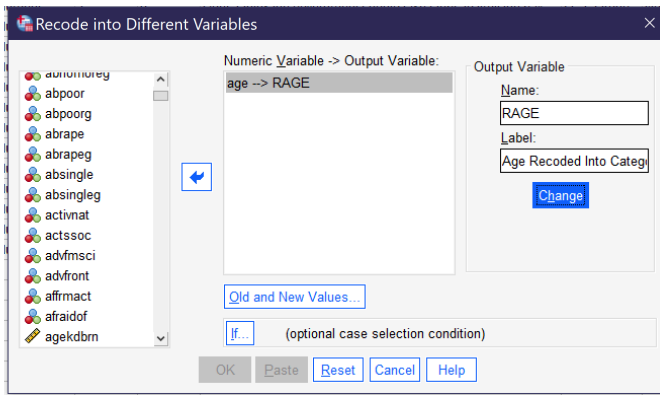 Recode into Different Variables
Numeric Variable -> Output Variable:
abpoor
abpoorg
abrape
abrapeg
absingle
absingleg
activnat
actssoc
advfmsci
advfront
affrmact
afraidof
agekdbrn
age --> RAGE
Output Variable
Name:
RAGE
Label:
Age Recoded Into Categ
Change
Old and New Values...
If... (optional case selection condition)
OK Paste Reset Cancel Help